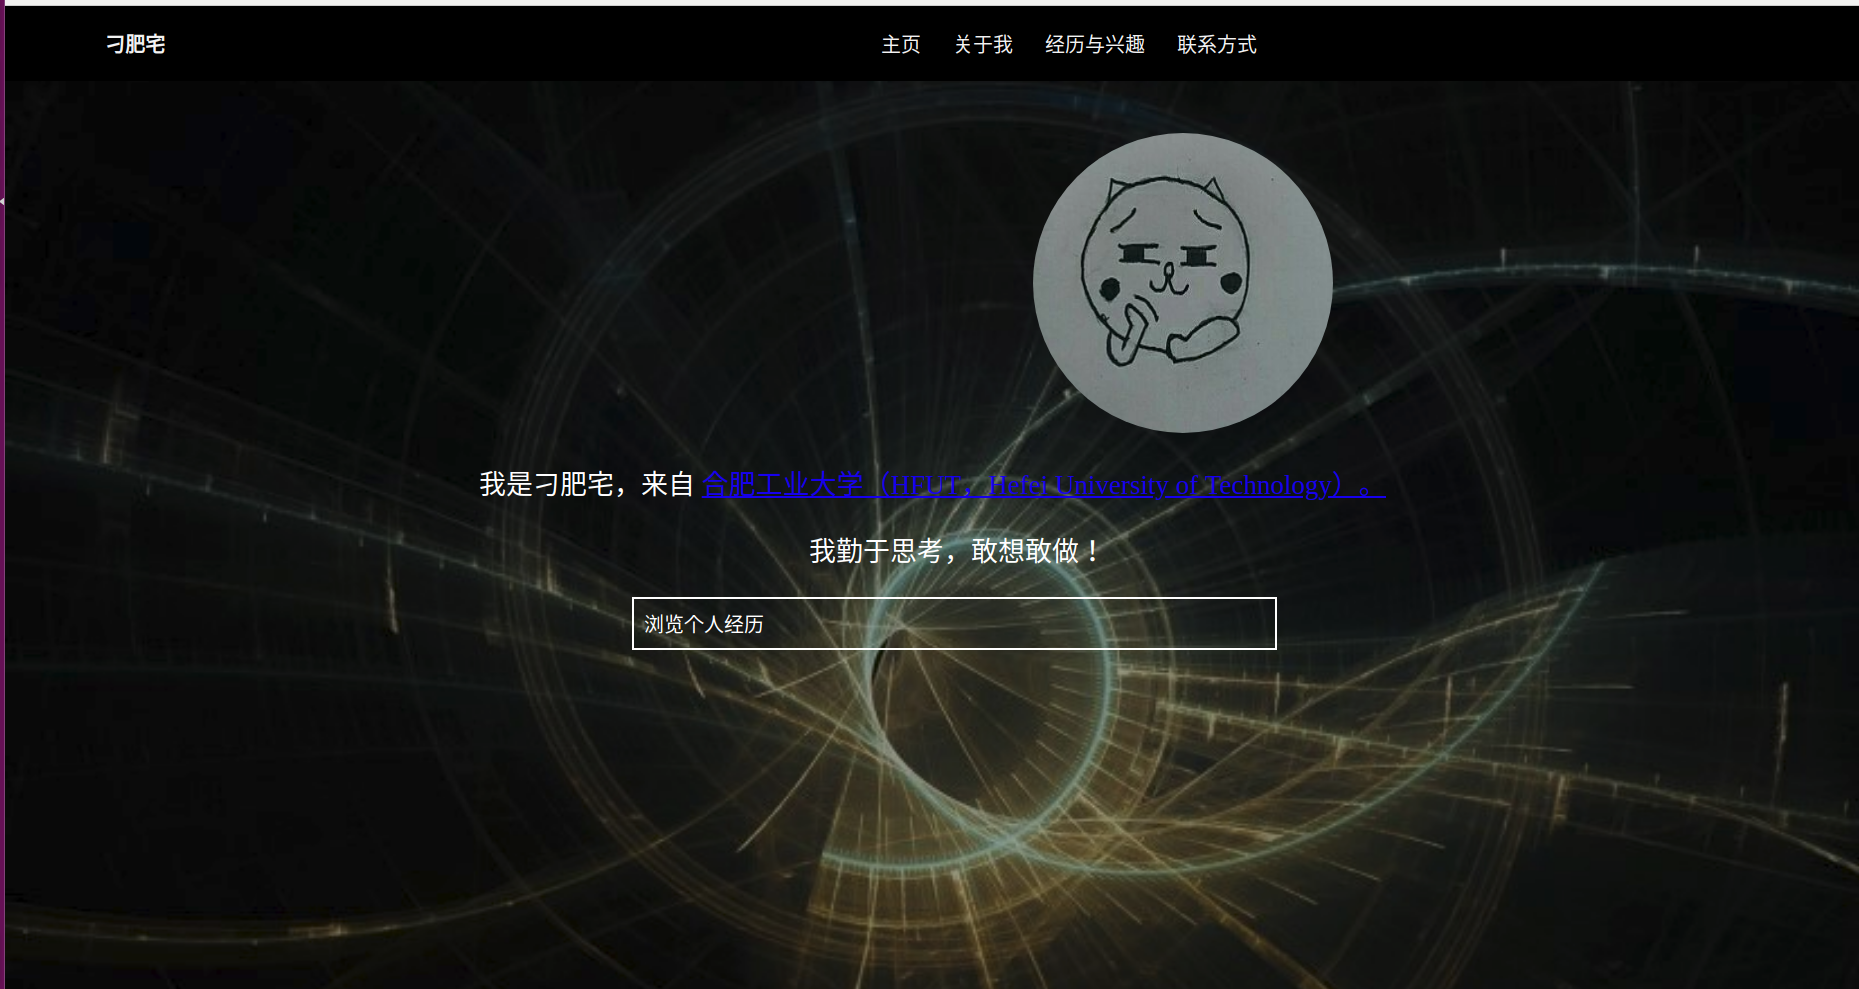 刁肥宅
主页 关于我 经历与兴趣 联系方式
我是刁肥宅，来自 合肥工业大学（HFUT，Hefei University of Technology）。
我勤于思考，敢想敢做！
浏览个人经历